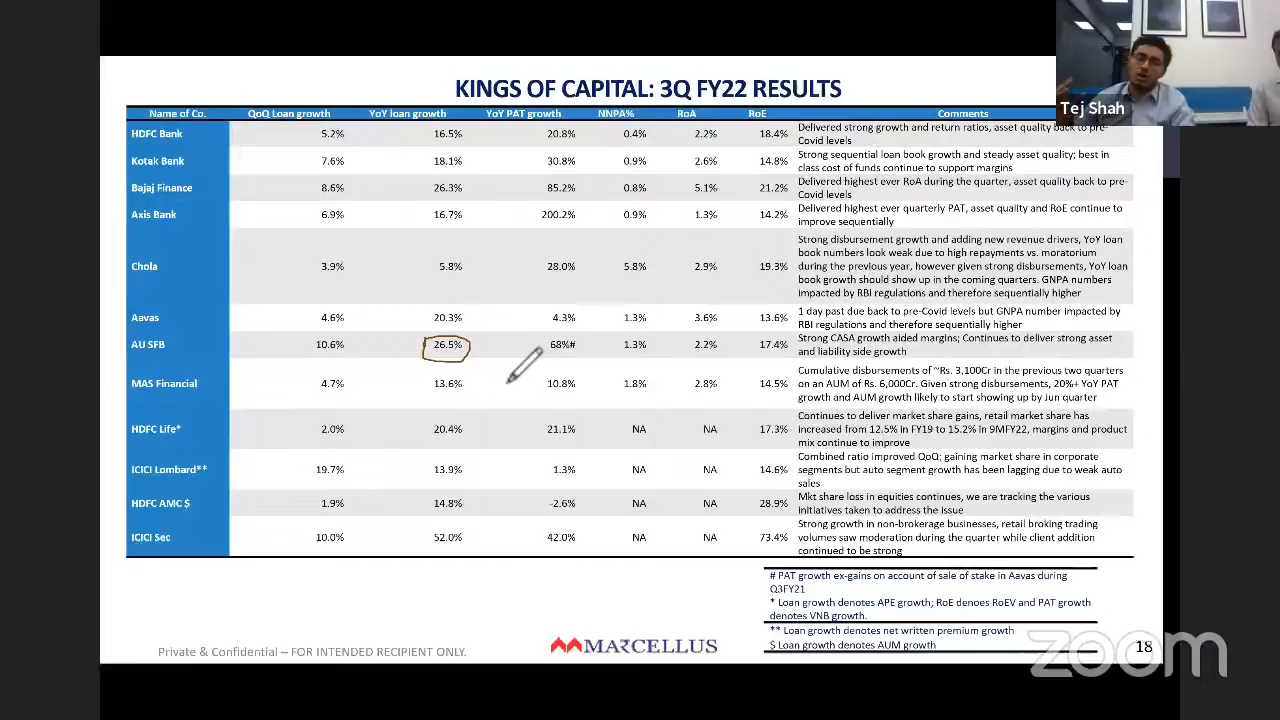 KINGS OF CAPITAL: 3Q FY22 RESULTS
Tej Shah
Name of Co. QoQ Loan growth YoY loan growth YoY PAT growth NNPA% RoA RoE Comments
HDFC Bank 5.2% 16.5% 20.8% 0.4% 2.2% 18.4% Delivered strong growth and return ratios, asset quality back to pre-
Covid levels
Kotak Bank 7.6% 18.1% 30.8% 0.9% 2.6% 14.8% Strong sequential loan book growth and steady asset quality; best in
class cost of funds continue to support margins
Bajaj Finance 8.6% 26.3% 85.2% 0.8% 5.1% 21.2% Delivered highest ever RoA during the quarter, asset quality back to pre-
Covid levels
Axis Bank 6.9% 16.7% 200.2% 0.9% 1.3% 14.2% Delivered highest ever quarterly PAT, asset quality and RoE continue to
improve sequentially
Chola 3.9% 5.8% 28.0% 5.8% 2.9% 19.3% Strong disbursement growth and adding new revenue drivers, YoY loan
book numbers look weak due to high repayments vs. moratorium
during the previous year, however given strong disbursements, YoY loan
book growth should show up in the coming quarters. GNPA numbers
impacted by RBI regulations and therefore sequentially higher
Aavas 4.6% 20.3% 4.3% 1.3% 3.6% 13.6% 1 day past due back to pre-Covid levels but GNPA number impacted by
RBI regulations and therefore sequentially higher
AU SFB 10.6% 26.5% 68%# 1.3% 2.2% 17.4% Strong CASA growth aided margins; Continues to deliver strong asset
and liability side growth
MAS Financial 4.7% 13.6% 10.8% 1.8% 2.8% 14.5% Cumulative disbursements of ~Rs. 3,100Cr in the previous two quarters
on an AUM of Rs. 6,000Cr. Given strong disbursements, 20%+ YoY PAT
growth and AUM growth likely to start showing up by Jun quarter
HDFC Life* 2.0% 20.4% 21.1% NA NA 17.3% Continues to deliver market share gains, retail market share has
increased from 12.5% in FY19 to 15.2% in 9MFY22, margins and product
mix continue to improve
ICICI Lombard** 19.7% 13.9% 1.3% NA NA 14.6% Combined ratio improved QoQ; gaining market share in corporate
segments but auto segment growth has been lagging due to weak auto
sales
HDFC AMC $ 1.9% 14.8% -2.6% NA NA 28.9% Mkt share loss in equities continues, we are tracking the various
initiatives taken to address the issue
ICICI Sec 10.0% 52.0% 42.0% NA NA 73.4% Strong growth in non-brokerage businesses, retail broking trading
volumes saw moderation during the quarter while client addition
continued to be strong
# PAT growth ex-gains on account of sale of stake in Aavas during
Q3FY21
* Loan growth denotes APE growth; RoE denoes RoEV and PAT growth
denotes VNB growth.
** Loan growth denotes net written premium growth
$ Loan growth denotes AUM growth
Private & Confidential – FOR INTENDED RECIPIENT ONLY.
MARCELLUS
18
zoom